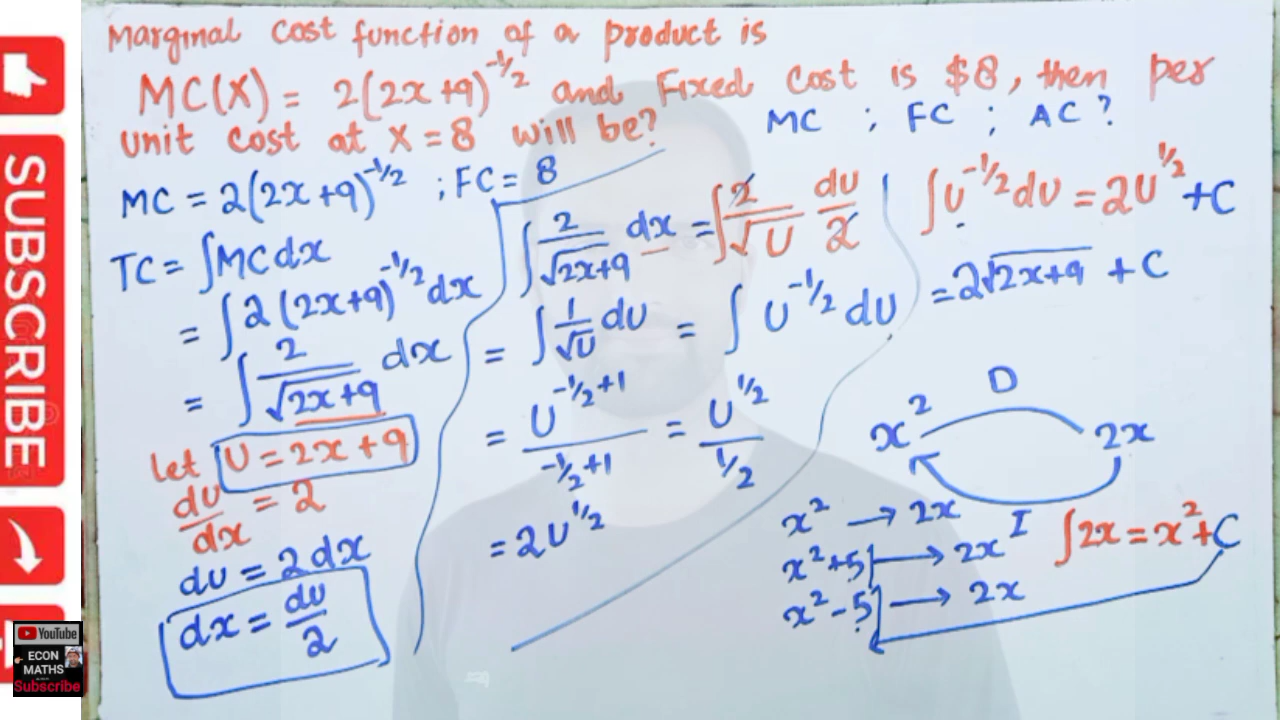 Marginal Cost function of a product is
MC(X) = 2(2x+9)^-1/2 and Fixed Cost is $8, then per
unit cost at X = 8 will be?
MC ; FC ; AC ?
MC = 2(2x+9)^-1/2 ; FC = 8
TC = ∫MC dx
= ∫2(2x+9)^-1/2 dx
= ∫ 2/√2x+9 dx
let U = 2x+9
du/dx = 2
du = 2dx
dx = du/2
∫ 2/√2x+9 dx = ∫ 2/√U du/2
= ∫ 1/√U du = ∫ U^-1/2 du
= U^-1/2+1 / -1/2+1 = U^1/2 / 1/2
= 2U^1/2
∫U^-1/2 du = 2U^1/2 + C
= 2√2x+9 + C
D
x² 2x
I
x² → 2x
x²+5 → 2x
x²-5 → 2x
∫2x = x²+C
SUBSCRIBE
YouTube
ECON
MATHS
Subscribe